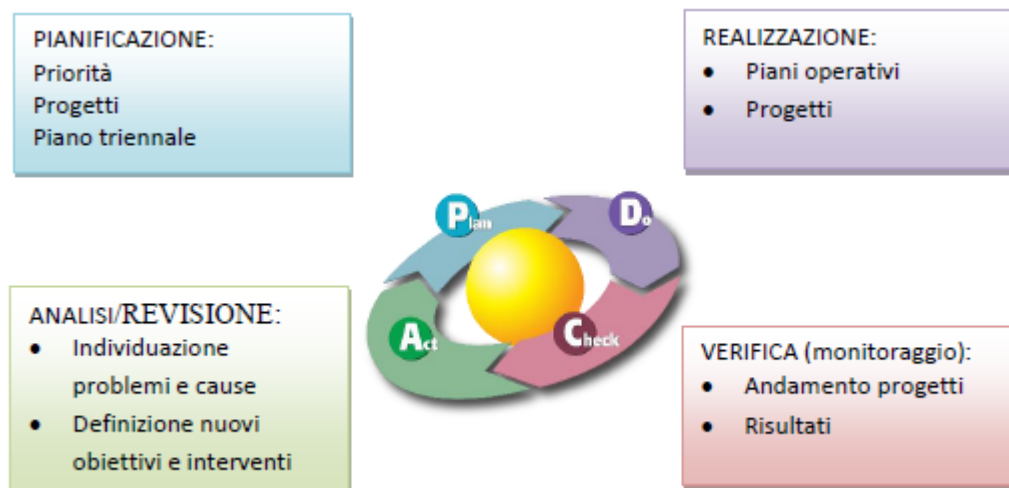 PIANIFICAZIONE:
Priorità
Progetti
Piano triennale
REALIZZAZIONE:
• Piani operativi
• Progetti
Plan
Do
Act
Check
ANALISI/REVISIONE:
• Individuazione
problemi e cause
• Definizione nuovi
obiettivi e interventi
VERIFICA (monitoraggio):
• Andamento progetti
• Risultati